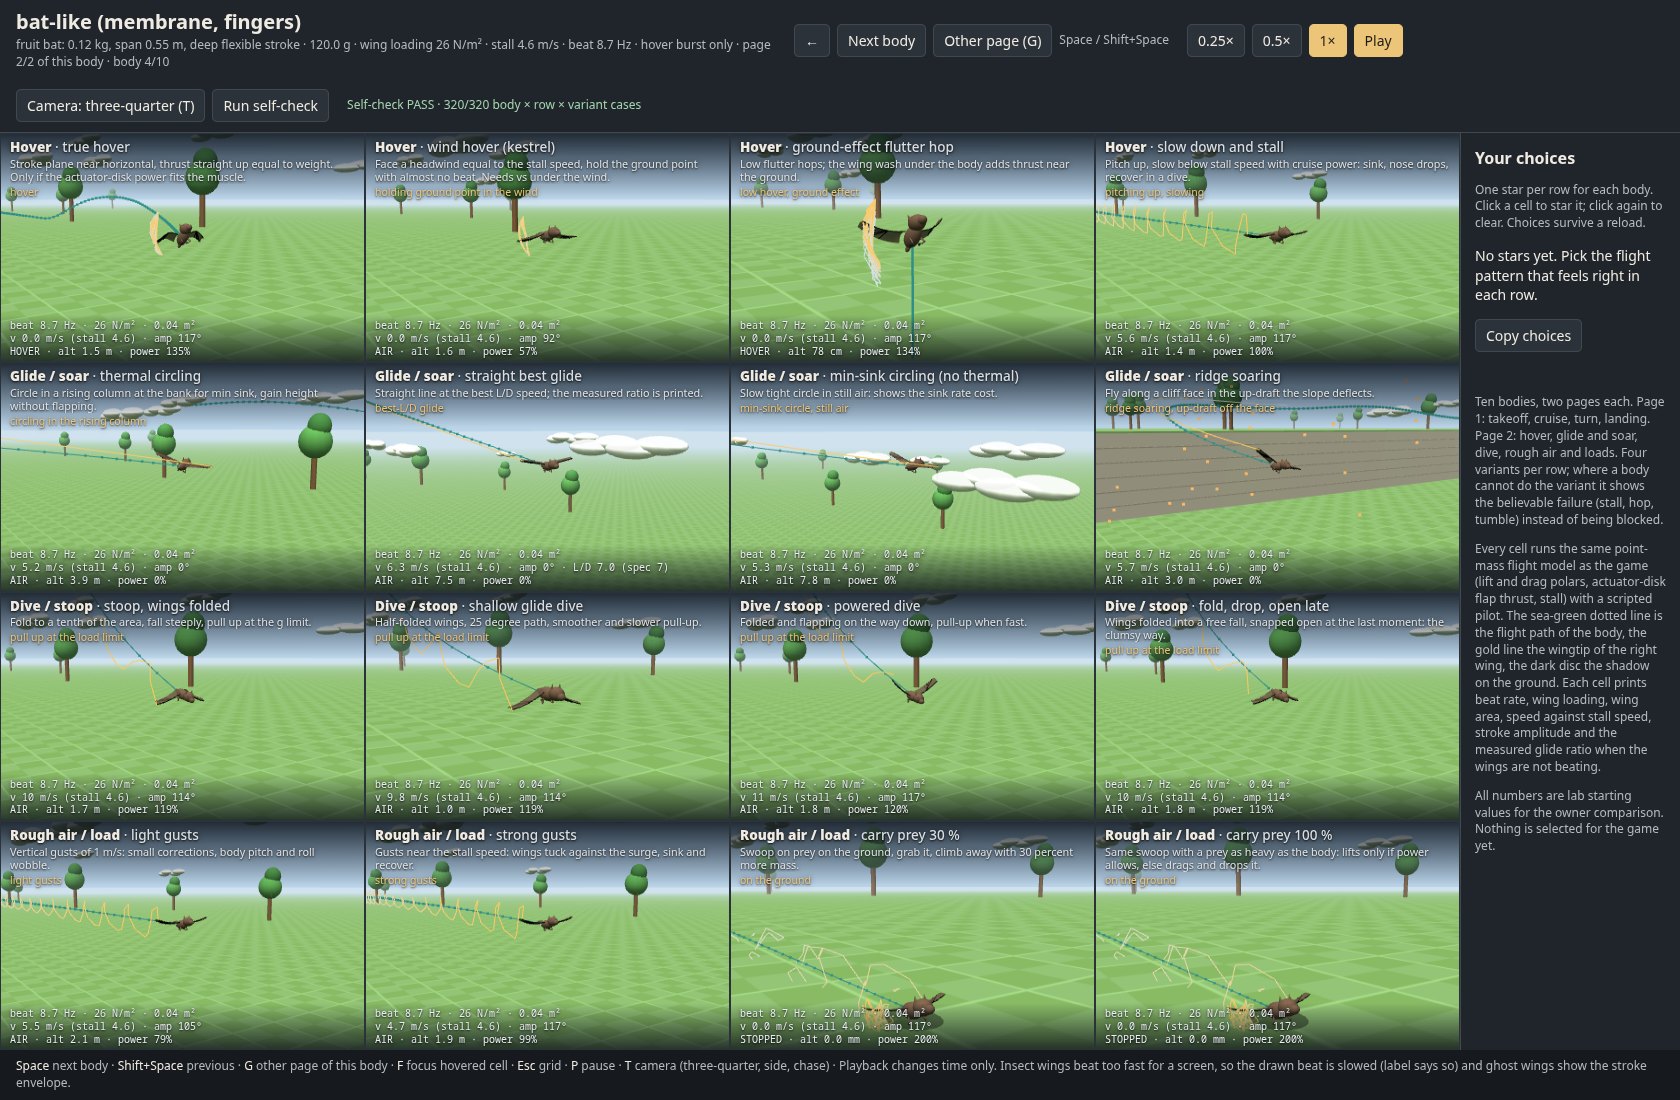 bat-like (membrane, fingers)
fruit bat: 0.12 kg, span 0.55 m, deep flexible stroke · 120.0 g · wing loading 26 N/m² · stall 4.6 m/s · beat 8.7 Hz · hover burst only · page
2/2 of this body · body 4/10
←
Next body
Other page (G)
Space / Shift+Space
0.25×
0.5×
1×
Play
Camera: three-quarter (T)
Run self-check
Self-check PASS · 320/320 body × row × variant cases
Hover · true hover
Stroke plane near horizontal, thrust straight up equal to weight.
Only if the actuator-disk power fits the muscle.
hover
beat 8.7 Hz · 26 N/m² · 0.04 m²
v 0.0 m/s (stall 4.6) · amp 117°
HOVER · alt 1.5 m · power 135%
Hover · wind hover (kestrel)
Face a headwind equal to the stall speed, hold the ground point
with almost no beat. Needs vs under the wind.
holding ground point in the wind
beat 8.7 Hz · 26 N/m² · 0.04 m²
v 0.0 m/s (stall 4.6) · amp 92°
AIR · alt 1.6 m · power 57%
Hover · ground-effect flutter hop
Low flutter hops; the wing wash under the body adds thrust near
the ground.
low hover, ground effect
beat 8.7 Hz · 26 N/m² · 0.04 m²
v 0.0 m/s (stall 4.6) · amp 117°
HOVER · alt 78 cm · power 134%
Hover · slow down and stall
Pitch up, slow below stall speed with cruise power: sink, nose drops,
recover in a dive.
pitching up, slowing
beat 8.7 Hz · 26 N/m² · 0.04 m²
v 5.6 m/s (stall 4.6) · amp 117°
AIR · alt 1.4 m · power 100%
Glide / soar · thermal circling
Circle in a rising column at the bank for min sink, gain height
without flapping.
circling in the rising column
beat 8.7 Hz · 26 N/m² · 0.04 m²
v 5.2 m/s (stall 4.6) · amp 0°
AIR · alt 3.9 m · power 0%
Glide / soar · straight best glide
Straight line at the best L/D speed; the measured ratio is printed.
best-L/D glide
beat 8.7 Hz · 26 N/m² · 0.04 m²
v 6.3 m/s (stall 4.6) · amp 0° · L/D 7.0 (spec 7)
AIR · alt 7.5 m · power 0%
Glide / soar · min-sink circling (no thermal)
Slow tight circle in still air: shows the sink rate cost.
min-sink circle, still air
beat 8.7 Hz · 26 N/m² · 0.04 m²
v 5.3 m/s (stall 4.6) · amp 0°
AIR · alt 7.8 m · power 0%
Glide / soar · ridge soaring
Fly along a cliff face in the up-draft the slope deflects.
ridge soaring, up-draft off the face
beat 8.7 Hz · 26 N/m² · 0.04 m²
v 5.7 m/s (stall 4.6) · amp 0°
AIR · alt 3.0 m · power 0%
Dive / stoop · stoop, wings folded
Fold to a tenth of the area, fall steeply, pull up at the g limit.
pull up at the load limit
beat 8.7 Hz · 26 N/m² · 0.04 m²
v 10 m/s (stall 4.6) · amp 114°
AIR · alt 1.7 m · power 119%
Dive / stoop · shallow glide dive
Half-folded wings, 25 degree path, smoother and slower pull-up.
pull up at the load limit
beat 8.7 Hz · 26 N/m² · 0.04 m²
v 9.8 m/s (stall 4.6) · amp 114°
AIR · alt 1.0 m · power 119%
Dive / stoop · powered dive
Folded and flapping on the way down, pull-up when fast.
pull up at the load limit
beat 8.7 Hz · 26 N/m² · 0.04 m²
v 11 m/s (stall 4.6) · amp 117°
AIR · alt 1.8 m · power 120%
Dive / stoop · fold, drop, open late
Wings folded into a free fall, snapped open at the last moment: the
clumsy way.
pull up at the load limit
beat 8.7 Hz · 26 N/m² · 0.04 m²
v 10 m/s (stall 4.6) · amp 114°
AIR · alt 1.8 m · power 119%
Rough air / load · light gusts
Vertical gusts of 1 m/s: small corrections, body pitch and roll
wobble.
light gusts
beat 8.7 Hz · 26 N/m² · 0.04 m²
v 5.5 m/s (stall 4.6) · amp 105°
AIR · alt 2.1 m · power 79%
Rough air / load · strong gusts
Gusts near the stall speed: wings tuck against the surge, sink and
recover.
strong gusts
beat 8.7 Hz · 26 N/m² · 0.04 m²
v 4.7 m/s (stall 4.6) · amp 117°
AIR · alt 1.9 m · power 99%
Rough air / load · carry prey 30 %
Swoop on prey on the ground, grab it, climb away with 30 percent
more mass.
on the ground
beat 8.7 Hz · 26 N/m² · 0.04 m²
v 0.0 m/s (stall 4.6) · amp 117°
STOPPED · alt 0.0 mm · power 200%
Rough air / load · carry prey 100 %
Same swoop with a prey as heavy as the body: lifts only if power
allows, else drags and drops it.
on the ground
beat 8.7 Hz · 26 N/m² · 0.04 m²
v 0.0 m/s (stall 4.6) · amp 117°
STOPPED · alt 0.0 mm · power 200%
Your choices
One star per row for each body.
Click a cell to star it; click again to
clear. Choices survive a reload.
No stars yet. Pick the flight
pattern that feels right in
each row.
Copy choices
Ten bodies, two pages each. Page
1: takeoff, cruise, turn, landing.
Page 2: hover, glide and soar,
dive, rough air and loads. Four
variants per row; where a body
cannot do the variant it shows
the believable failure (stall, hop,
tumble) instead of being blocked.
Every cell runs the same point-
mass flight model as the game
(lift and drag polars, actuator-disk
flap thrust, stall) with a scripted
pilot. The sea-green dotted line is
the flight path of the body, the
gold line the wingtip of the right
wing, the dark disc the shadow
on the ground. Each cell prints
beat rate, wing loading, wing
area, speed against stall speed,
stroke amplitude and the
measured glide ratio when the
wings are not beating.
All numbers are lab starting
values for the owner comparison.
Nothing is selected for the game
yet.
Space next body · Shift+Space previous · G other page of this body · F focus hovered cell · Esc grid · P pause · T camera (three-quarter, side, chase) · Playback changes time only. Insect wings beat too fast for a screen, so the drawn beat is slowed (label says so) and ghost wings show the stroke
envelope.